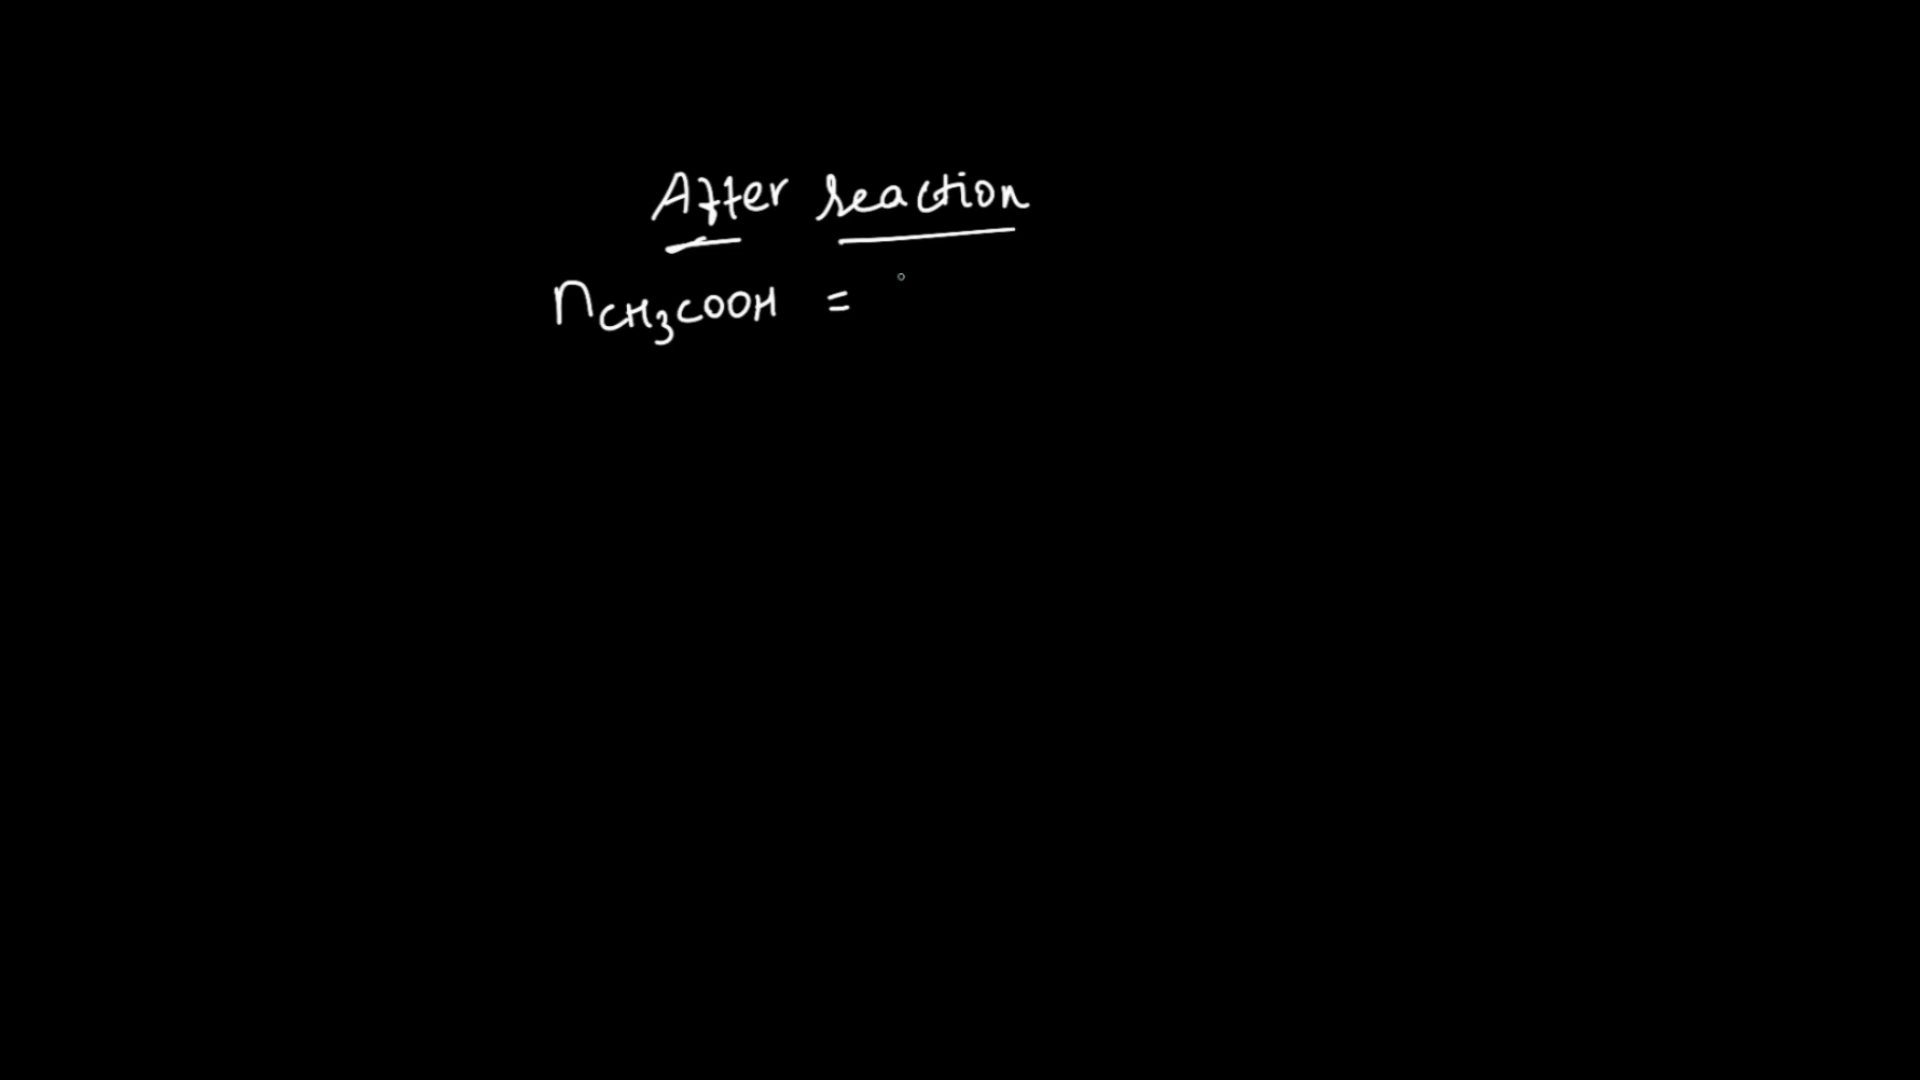 After reaction
nCH3COOH =